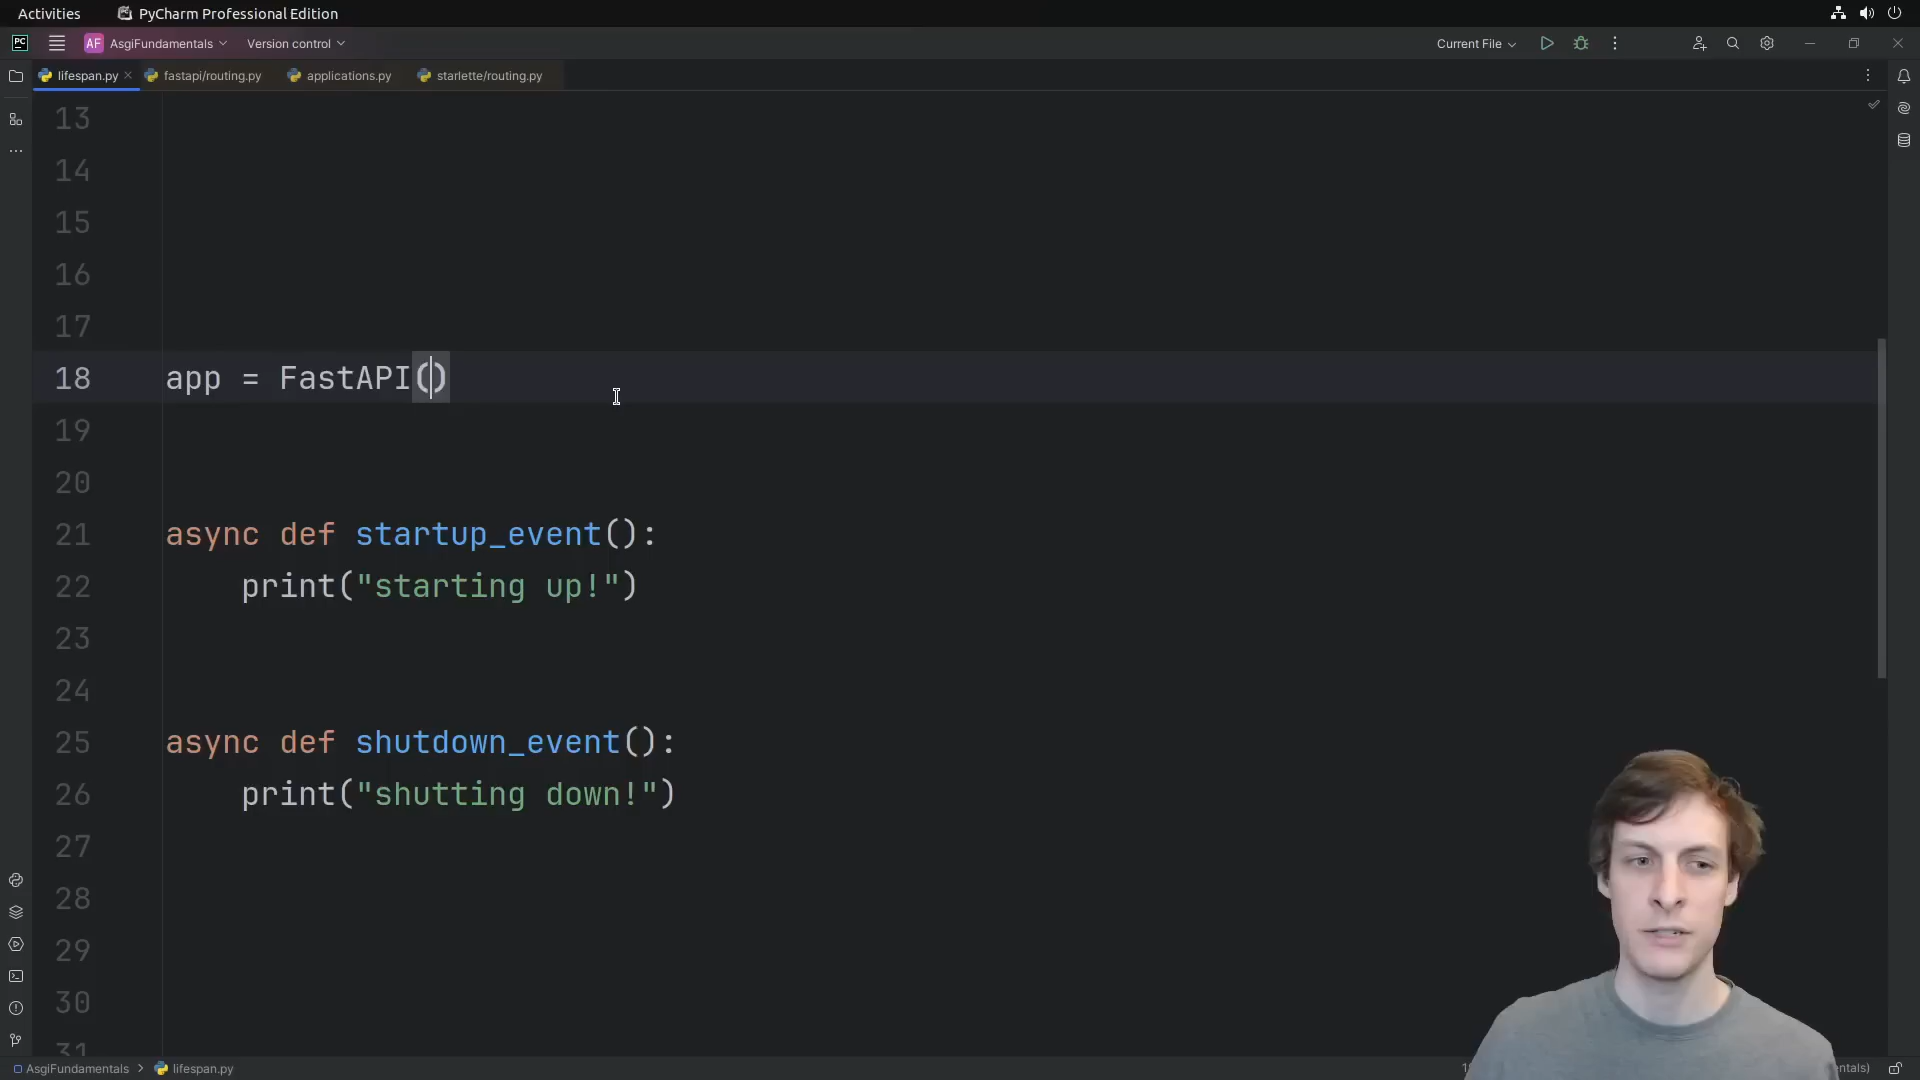 Activities PyCharm Professional Edition
PC AF AsgiFundamentals Version control Current File
lifespan.py fastapi/routing.py applications.py starlette/routing.py
13
14
15
16
17
18 app = FastAPI()
19
20
21 async def startup_event():
22 print("starting up!")
23
24
25 async def shutdown_event():
26 print("shutting down!")
27
28
29
30
31
AsgiFundamentals > lifespan.py